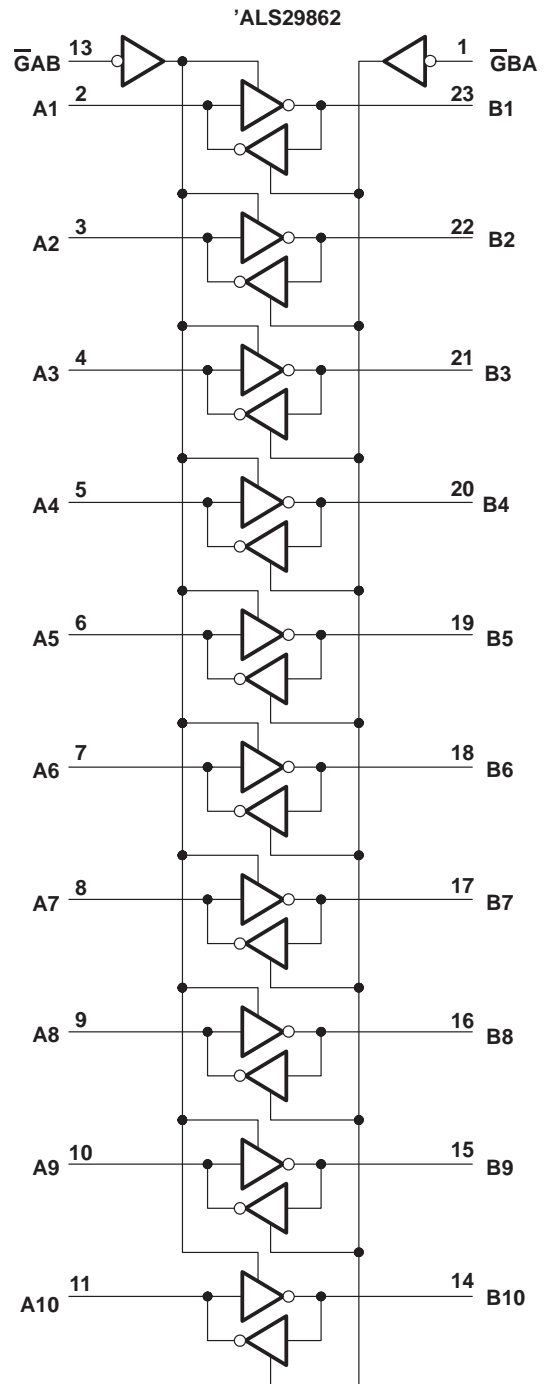 'ALS29862
G̅AB 13 1 G̅BA
A1 2 23 B1
A2 3 22 B2
A3 4 21 B3
A4 5 20 B4
A5 6 19 B5
A6 7 18 B6
A7 8 17 B7
A8 9 16 B8
A9 10 15 B9
A10 11 14 B10